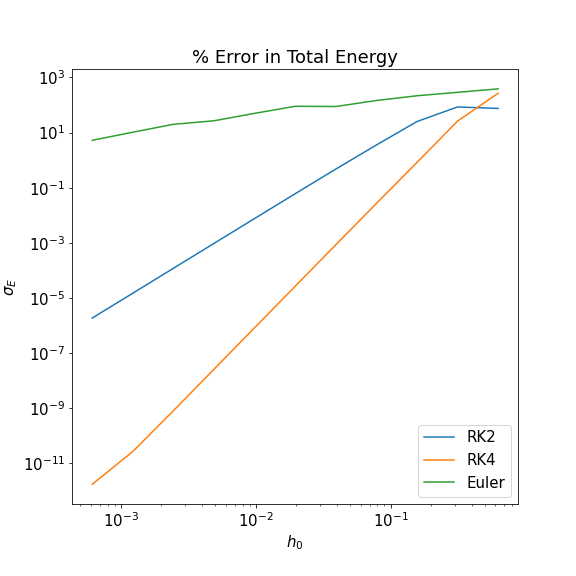 % Error in Total Energy
10³
10¹
10⁻¹
10⁻³
10⁻⁵
10⁻⁷
10⁻⁹
10⁻¹¹
σ_E
10⁻³ 10⁻² 10⁻¹
h₀
RK2
RK4
Euler